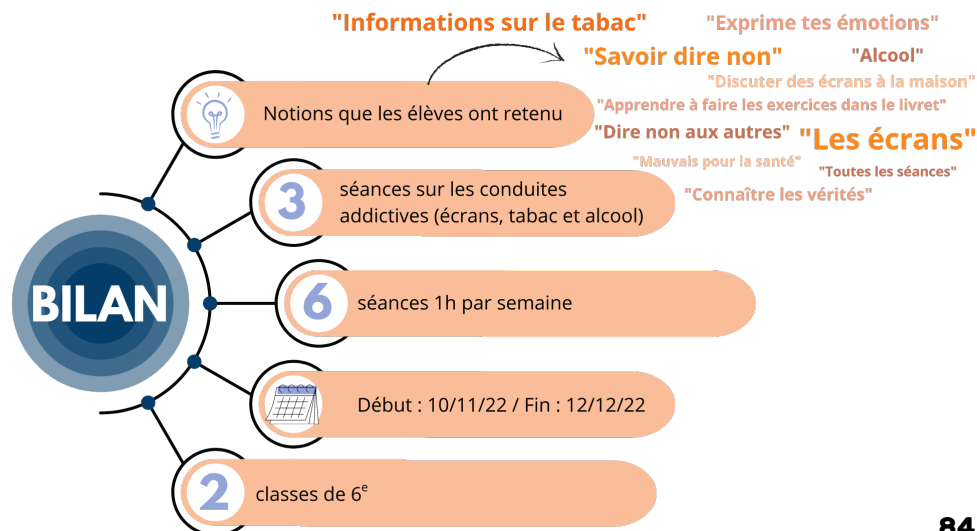 "Informations sur le tabac"
"Exprime tes émotions"
"Savoir dire non"
"Alcool"
"Discuter des écrans à la maison"
"Apprendre à faire les exercices dans le livret"
"Dire non aux autres"
"Les écrans"
"Mauvais pour la santé"
"Toutes les séances"
"Connaître les vérités"
Notions que les élèves ont retenu
3
séances sur les conduites
addictives (écrans, tabac et alcool)
BILAN
6
séances 1h par semaine
Début : 10/11/22 / Fin : 12/12/22
2
classes de 6e
84